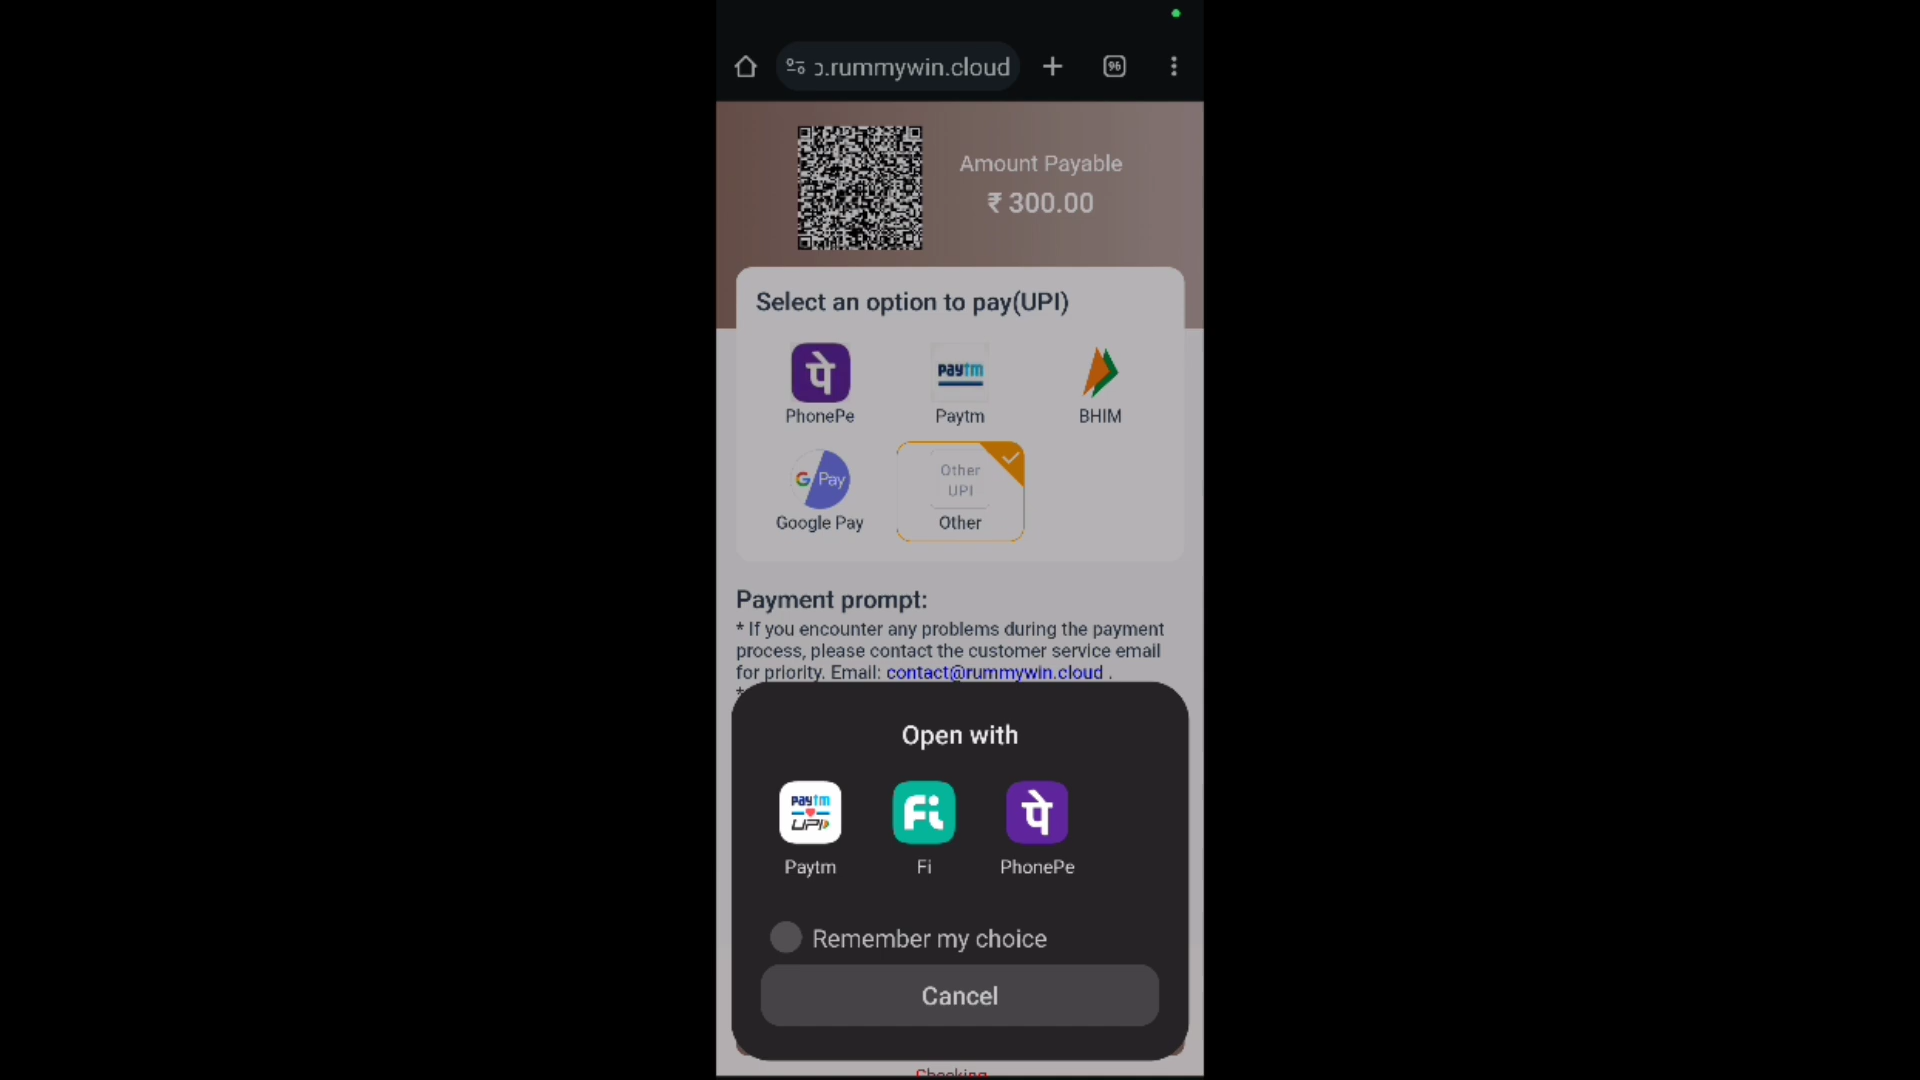 96
.rummywin.cloud
Amount Payable
₹ 300.00
Select an option to pay(UPI)
पे
PhonePe
paytm
Paytm
BHIM
G Pay
Google Pay
Other
UPI
Other
Payment prompt:
* If you encounter any problems during the payment
process, please contact the customer service email
for priority. Email: contact@rummywin.cloud .
*
Open with
paytm
UPI
Paytm
Fi
Fi
पे
PhonePe
Remember my choice
Cancel
Checking